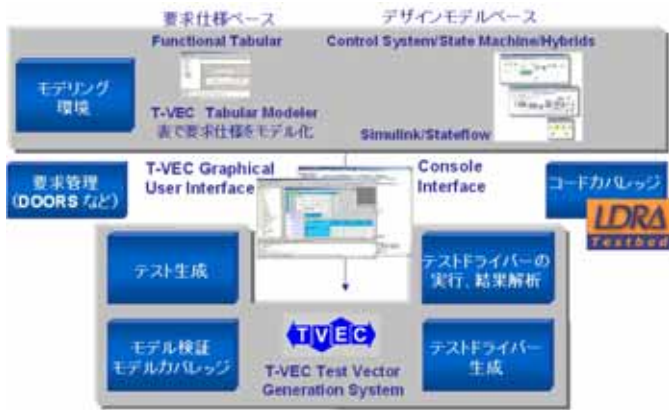 要求仕様ベース
デザインモデルベース
Functional Tabular
Control System/State Machine/Hybrids
モデリング
環境
T-VEC Tabular Modeler
表で要求仕様をモデル化
Simulink/Stateflow
要求管理
(DOORS など)
T-VEC Graphical
User Interface
Console
Interface
コードカバレッジ
LDRA
Testbed
テスト生成
テストドライバーの
実行、結果解析
モデル検証
モデルカバレッジ
TVEC
T-VEC Test Vector
Generation System
テストドライバー
生成